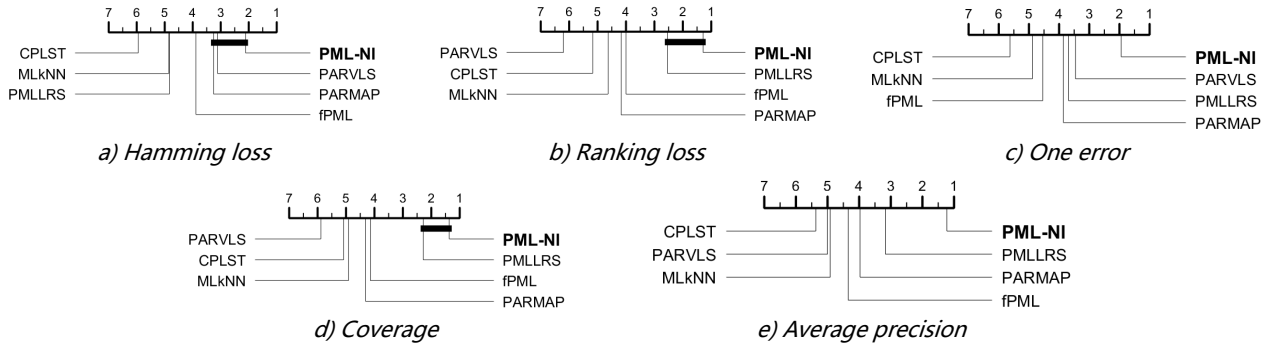 7 6 5 4 3 2 1
CPLST
MLkNN
PMLLRS
PML-NI
PARVLS
PARMAP
fPML
a) Hamming loss
7 6 5 4 3 2 1
PARVLS
CPLST
MLkNN
PML-NI
PMLLRS
fPML
PARMAP
b) Ranking loss
7 6 5 4 3 2 1
CPLST
MLkNN
fPML
PML-NI
PARVLS
PMLLRS
PARMAP
c) One error
7 6 5 4 3 2 1
PARVLS
CPLST
MLkNN
PML-NI
PMLLRS
fPML
PARMAP
d) Coverage
7 6 5 4 3 2 1
CPLST
PARVLS
MLkNN
PML-NI
PMLLRS
PARMAP
fPML
e) Average precision